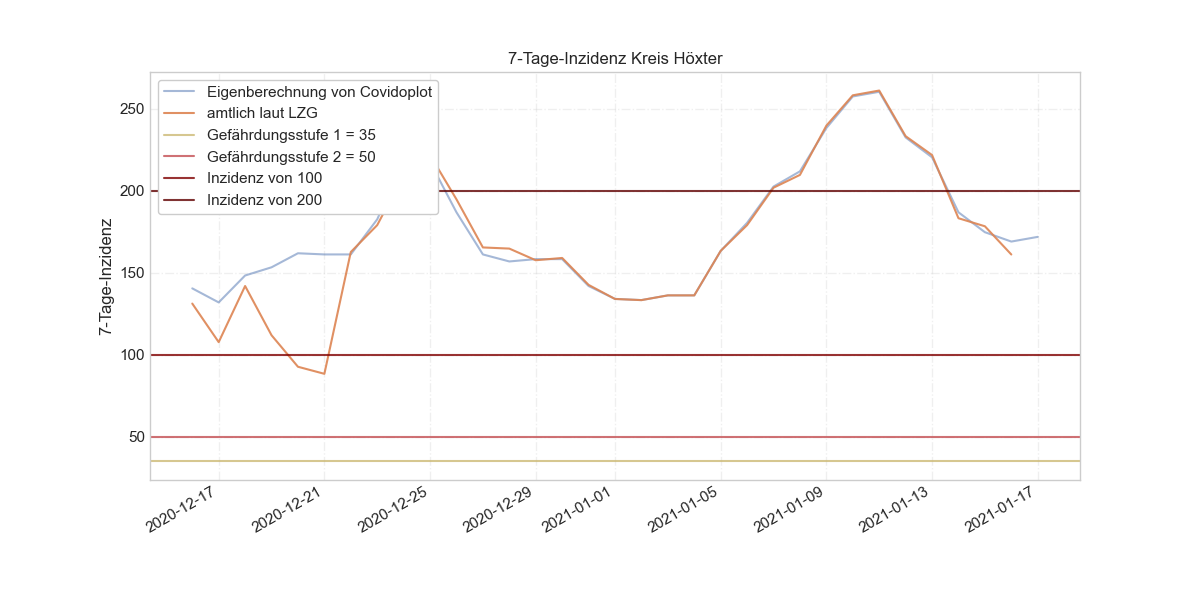 7-Tage-Inzidenz Kreis Höxter
Eigenberechnung von Covidoplot
amtlich laut LZG
Gefährdungsstufe 1 = 35
Gefährdungsstufe 2 = 50
Inzidenz von 100
Inzidenz von 200
7-Tage-Inzidenz
250
200
150
100
50
2020-12-17
2020-12-21
2020-12-25
2020-12-29
2021-01-01
2021-01-05
2021-01-09
2021-01-13
2021-01-17